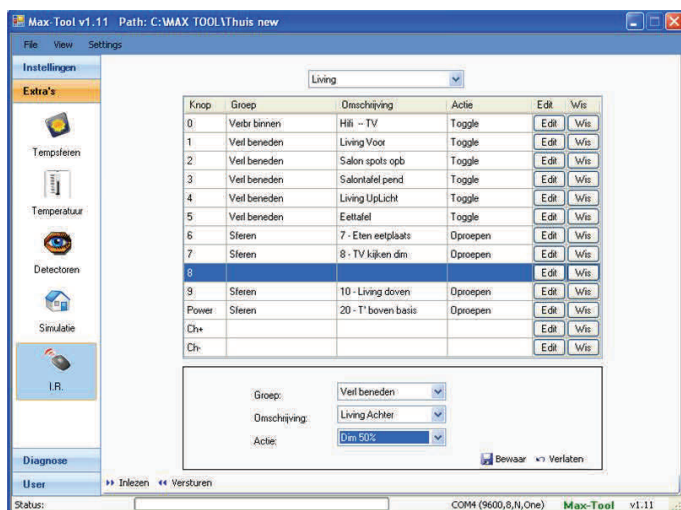 Max-Tool v1.11 Path: C:\MAX TOOL\Thuis new
File View Settings
Instellingen
Extra's
Tempsferen
Temperatuur
Detectoren
Simulatie
I.R.
Diagnose
User
Living
Knop Groep Omschrijving Actie Edit Wis
0 Verbr binnen Hifi -- TV Toggle Edit Wis
1 Verl beneden Living Voor Toggle Edit Wis
2 Verl beneden Salon spots opb Toggle Edit Wis
3 Verl beneden Salontafel pend Toggle Edit Wis
4 Verl beneden Living UpLicht Toggle Edit Wis
5 Verl beneden Eettafel Toggle Edit Wis
6 Sferen 7 - Eten eetplaats Oproepen Edit Wis
7 Sferen 8 - TV kijken dim Oproepen Edit Wis
8 Edit Wis
9 Sferen 10 - Living doven Oproepen Edit Wis
Power Sferen 20 - T' boven basis Oproepen Edit Wis
Ch+ Edit Wis
Ch- Edit Wis
Groep: Verl beneden
Omschrijving: Living Achter
Actie: Dim 50%
Bewaar Verlaten
Inlezen Versturen
Status: COM4 (9600,8,N,One) Max-Tool v1.11